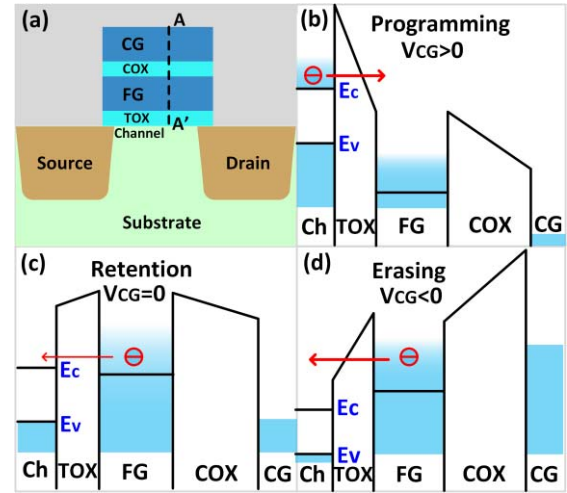 (a)
A
CG
COX
FG
TOX
A'
Channel
Source
Drain
Substrate
(b)
Programming
VCG>0
Ec
Ev
Ch TOX FG COX CG
(c)
Retention
VCG=0
Ec
Ev
Ch TOX FG COX CG
(d)
Erasing
VCG<0
Ec
Ev
Ch TOX FG COX CG